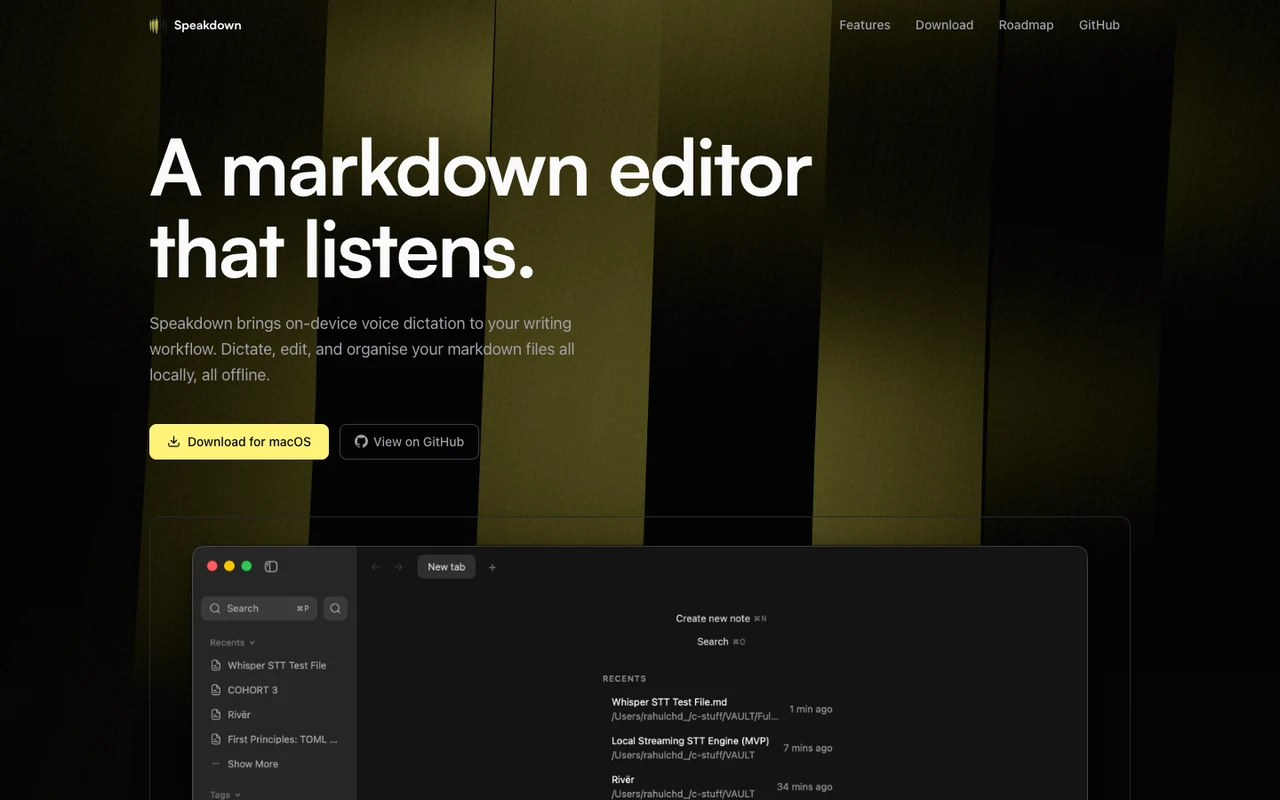 Speakdown
Features
Download
Roadmap
GitHub
A markdown editor
that listens.
Speakdown brings on-device voice dictation to your writing
workflow. Dictate, edit, and organise your markdown files all
locally, all offline.
Download for macOS
View on GitHub
New tab
Search ⌘P
Recents
Whisper STT Test File
COHORT 3
Rivër
First Principles: TOML ...
Show More
Tags
Create new note ⌘N
Search ⌘O
RECENTS
Whisper STT Test File.md
/Users/rahulchd_/c-stuff/VAULT/Ful...
1 min ago
Local Streaming STT Engine (MVP)
/Users/rahulchd_/c-stuff/VAULT
7 mins ago
Rivër
/Users/rahulchd_/c-stuff/VAULT
34 mins ago